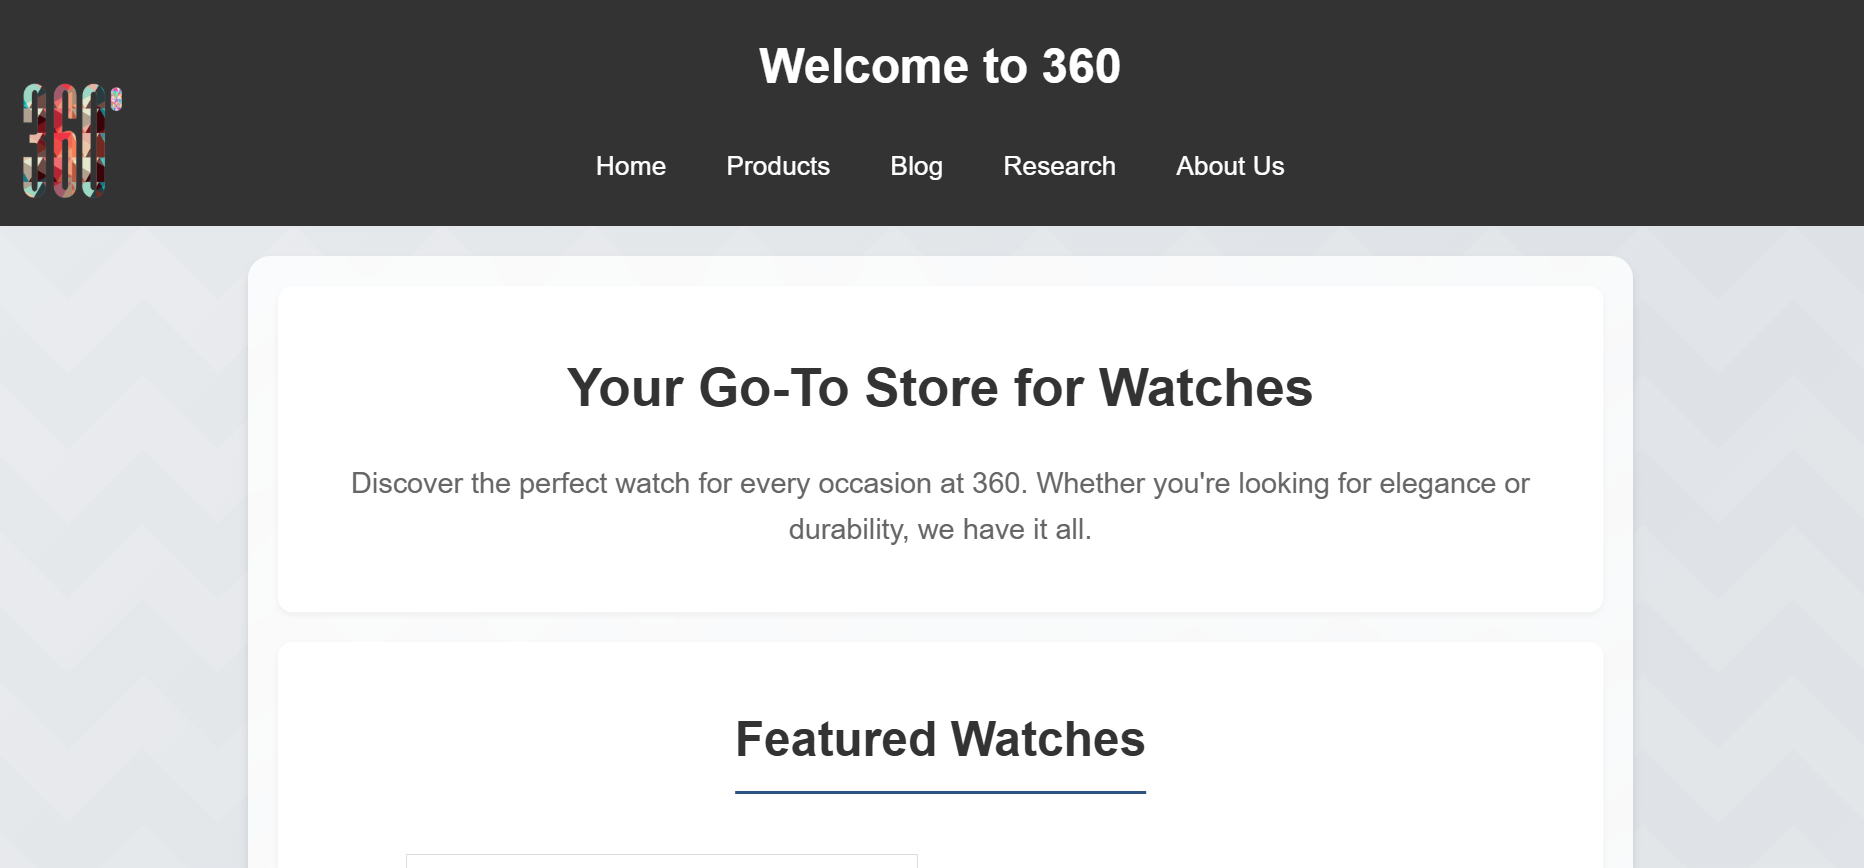 Welcome to 360
360°
Home Products Blog Research About Us
Your Go-To Store for Watches
Discover the perfect watch for every occasion at 360. Whether you're looking for elegance or
durability, we have it all.
Featured Watches